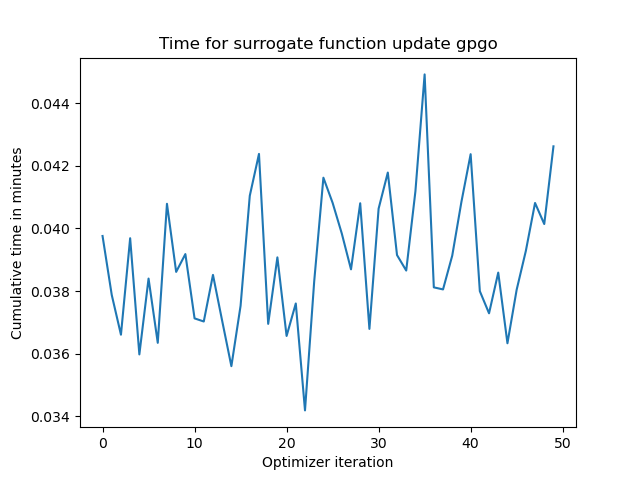 Time for surrogate function update gpgo
0.044
0.042
0.040
0.038
0.036
0.034
Cumulative time in minutes
0 10 20 30 40 50
Optimizer iteration